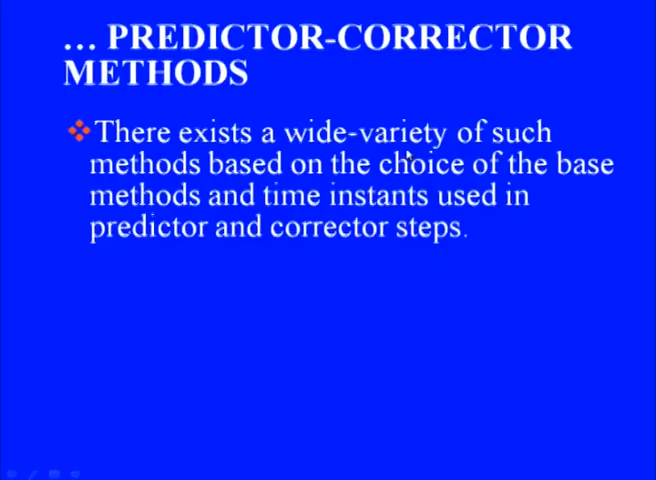 ... PREDICTOR-CORRECTOR
METHODS
There exists a wide-variety of such
methods based on the choice of the base
methods and time instants used in
predictor and corrector steps.